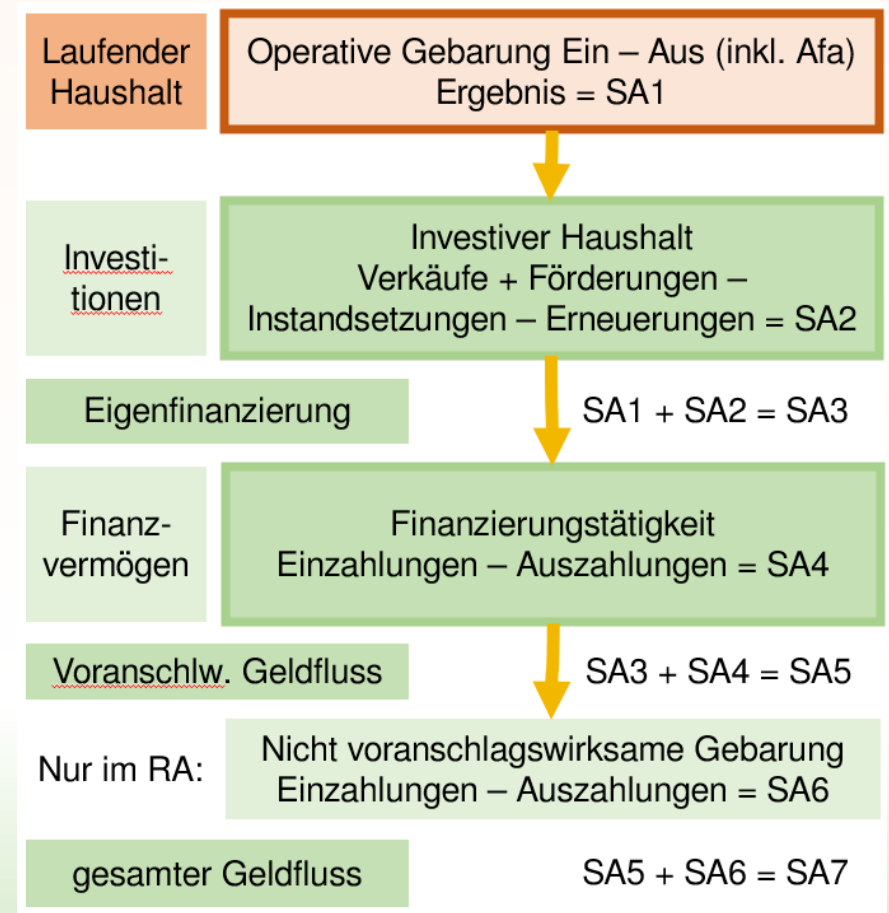 Laufender
Haushalt
Operative Gebarung Ein – Aus (inkl. Afa)
Ergebnis = SA1
Investi-
tionen
Investiver Haushalt
Verkäufe + Förderungen –
Instandsetzungen – Erneuerungen = SA2
Eigenfinanzierung
SA1 + SA2 = SA3
Finanz-
vermögen
Finanzierungstätigkeit
Einzahlungen – Auszahlungen = SA4
Voranschlw. Geldfluss
SA3 + SA4 = SA5
Nur im RA:
Nicht voranschlagswirksame Gebarung
Einzahlungen – Auszahlungen = SA6
gesamter Geldfluss
SA5 + SA6 = SA7